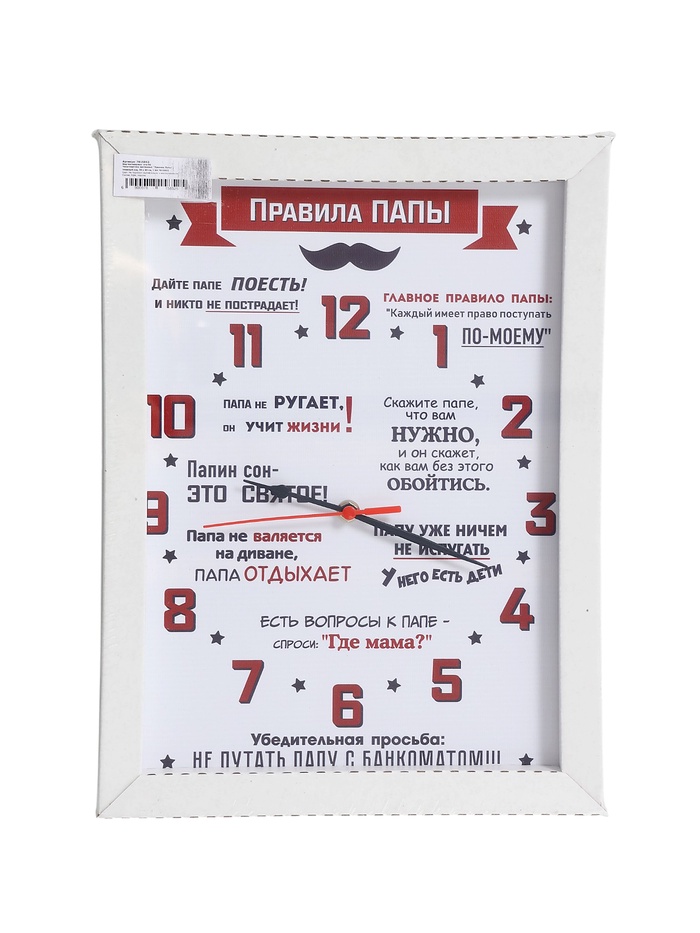 ПРАВИЛА ПАПЫ
ДАЙТЕ ПАПЕ ПОЕСТЬ!
И НИКТО НЕ ПОСТРАДАЕТ!
ГЛАВНОЕ ПРАВИЛО ПАПЫ:
"Каждый имеет право поступать
ПО-МОЕМУ"
12
11
1
10
2
ПАПА НЕ РУГАЕТ,
ОН УЧИТ ЖИЗНИ!
Скажите папе,
что вам
НУЖНО,
и он скажет,
как вам без этого
ОБОЙТИСЬ.
Папин сон-
ЭТО СВЯТОЕ!
9
3
Папа не валяется
на диване,
ПАПА ОТДЫХАЕТ
ПАПУ УЖЕ НИЧЕМ
НЕ ИСПУГАТЬ
У НЕГО ЕСТЬ ДЕТИ
8
4
ЕСТЬ ВОПРОСЫ К ПАПЕ -
СПРОСИ: "Где мама?"
7
5
6
Убедительная просьба:
НЕ ПУТАТЬ ПАПУ С БАНКОМАТОМ!!!